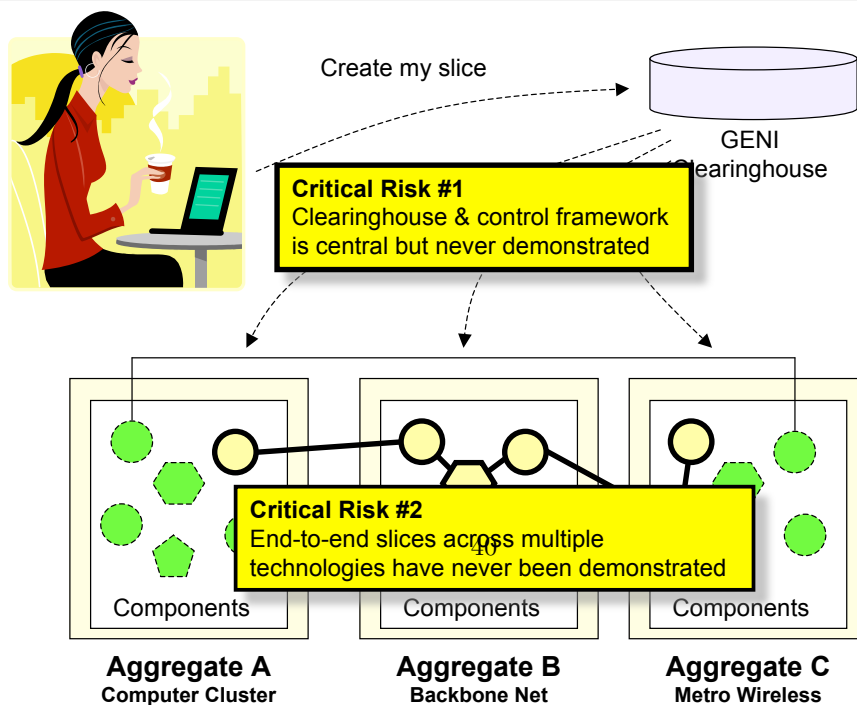 Create my slice
GENI
Clearinghouse
Critical Risk #1
Clearinghouse & control framework
is central but never demonstrated
Critical Risk #2
End-to-end slices across multiple
40
technologies have never been demonstrated
Components
Components
Components
Aggregate A
Computer Cluster
Aggregate B
Backbone Net
Aggregate C
Metro Wireless